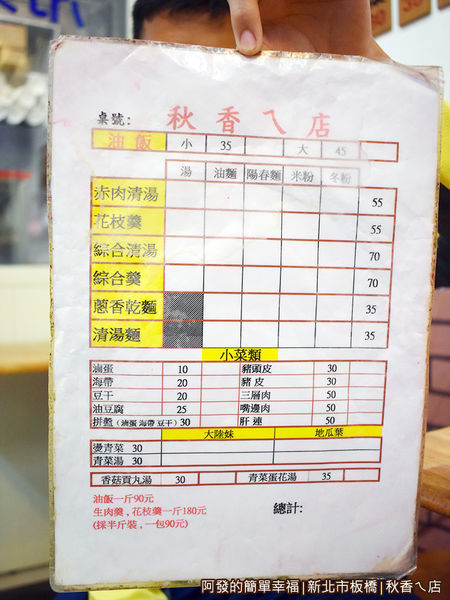 桌號: 秋香ㄟ店
油飯 小 35 大 45
湯 油麵 陽春麵 米粉 冬粉
赤肉清湯 55
花枝羹 55
綜合清湯 70
綜合羹 70
蔥香乾麵 35
清湯麵 35
小菜類
滷蛋 10 豬頭皮 30
海帶 20 豬皮 30
豆干 20 三層肉 50
油豆腐 25 嘴邊肉 50
拼盤(滷蛋 海帶 豆干) 30 肝連 50
大陸妹 地瓜葉
燙青菜 30
青菜湯 30
香菇貢丸湯 30 青菜蛋花湯 35
油飯一斤90元
生肉羹,花枝羹一斤180元
(採半斤裝,一包90元)
總計:
阿發的簡單幸福|新北市板橋|秋香ㄟ店